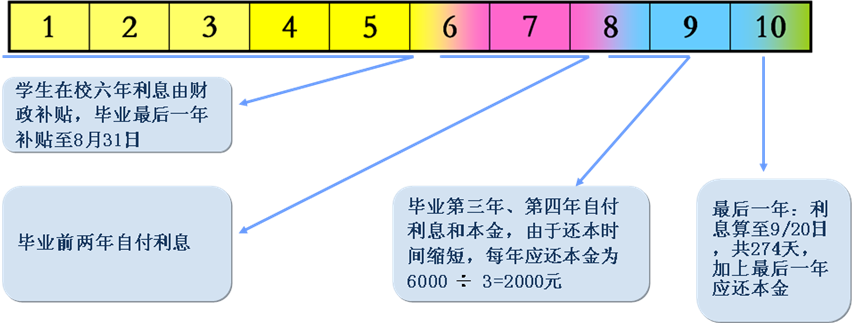 1 2 3 4 5 6 7 8 9 10
学生在校六年利息由财
政补贴，毕业最后一年
补贴至8月31日
毕业前两年自付利息
毕业第三年、第四年自付
利息和本金，由于还本时
间缩短，每年应还本金为
6000 ÷ 3=2000元
最后一年：利
息算至9/20日
，共274天，
加上最后一年
应还本金